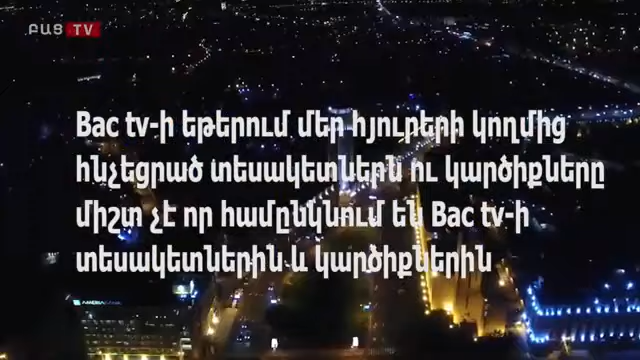 ԲԱՑ TV
Bac tv-ի եթերում մեր հյուրերի կողմից
հնչեցրած տեսակետներն ու կարծիքները
միշտ չէ որ համընկնում են Bac tv-ի
տեսակետներին և կարծիքներին